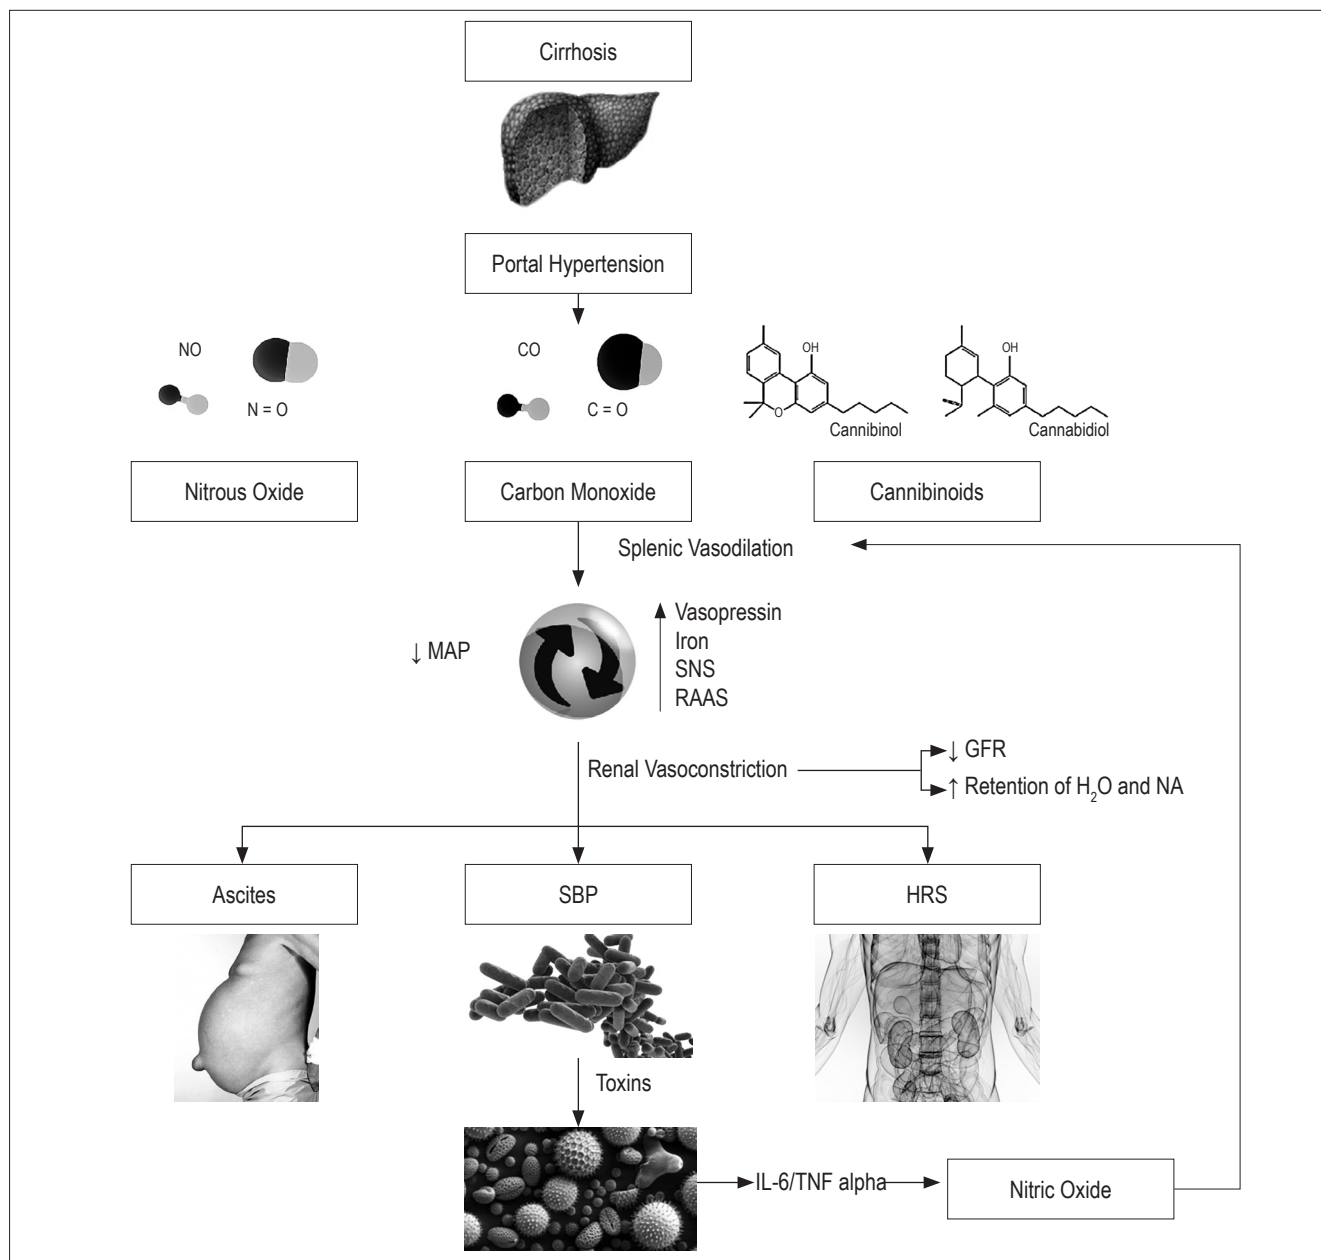 Cirrhosis
Portal Hypertension
NO
N = O
CO
C = O
OH
O
Cannibinol
OH
Cannabidiol
Nitrous Oxide
Carbon Monoxide
Cannibinoids
Splenic Vasodilation
↓ MAP
Vasopressin
Iron
SNS
RAAS
Renal Vasoconstriction
↓ GFR
↑ Retention of H₂O and NA
Ascites
SBP
HRS
Toxins
IL-6/TNF alpha
Nitric Oxide